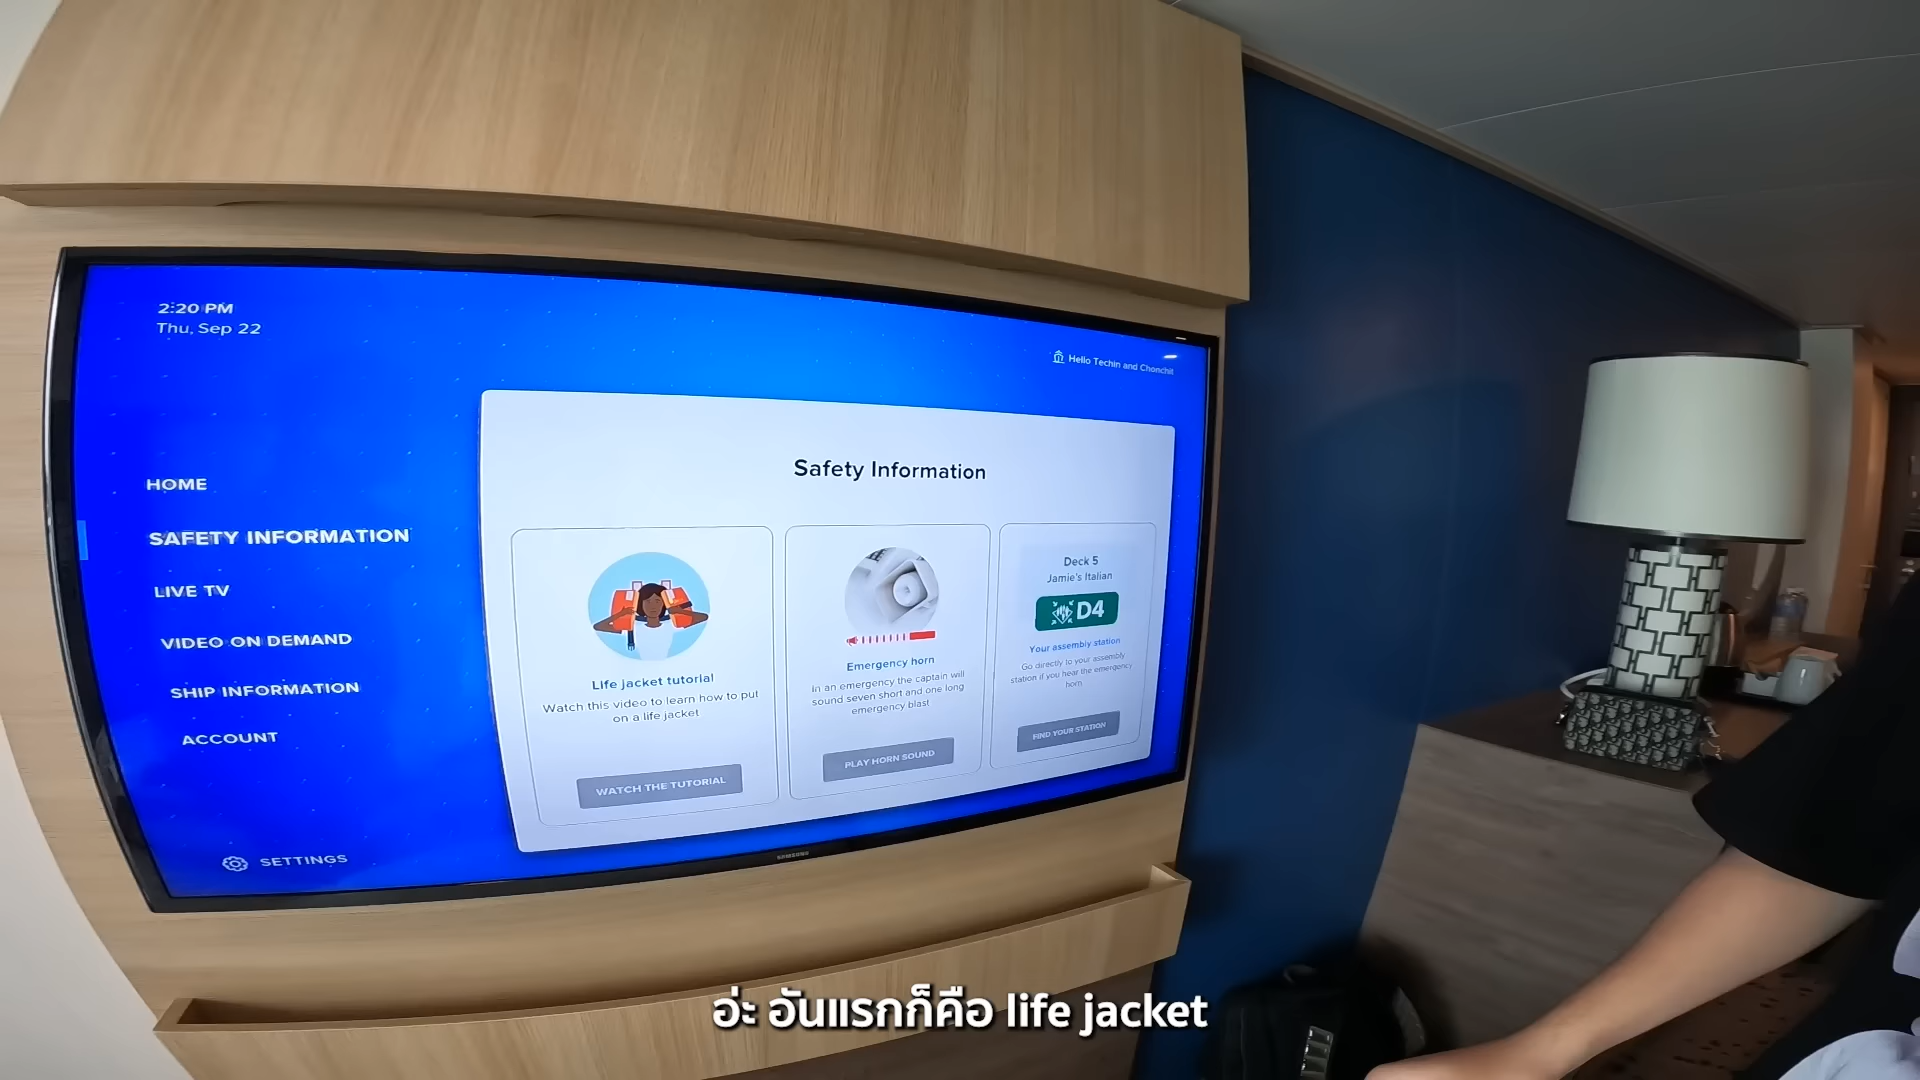 2:20 PM
Thu, Sep 22
Hello Techin and Chonchit
HOME
SAFETY INFORMATION
LIVE TV
VIDEO ON DEMAND
SHIP INFORMATION
ACCOUNT
SETTINGS
Safety Information
Life jacket tutorial
Watch this video to learn how to put
on a life jacket
WATCH THE TUTORIAL
Emergency horn
In an emergency the captain will
sound seven short and one long
emergency blast
PLAY HORN SOUND
Deck 5
Jamie's Italian
D4
Your assembly station
Go directly to your assembly
station if you hear the emergency
horn
FIND YOUR STATION
SAMSUNG
อ่ะ อันแรกก็คือ life jacket